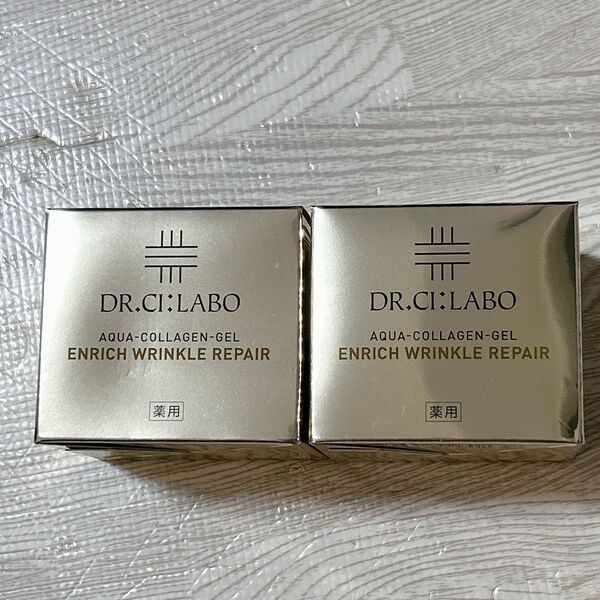 DR.CI:LABO
AQUA-COLLAGEN-GEL
ENRICH WRINKLE REPAIR
薬用
DR.CI:LABO
AQUA-COLLAGEN-GEL
ENRICH WRINKLE REPAIR
薬用